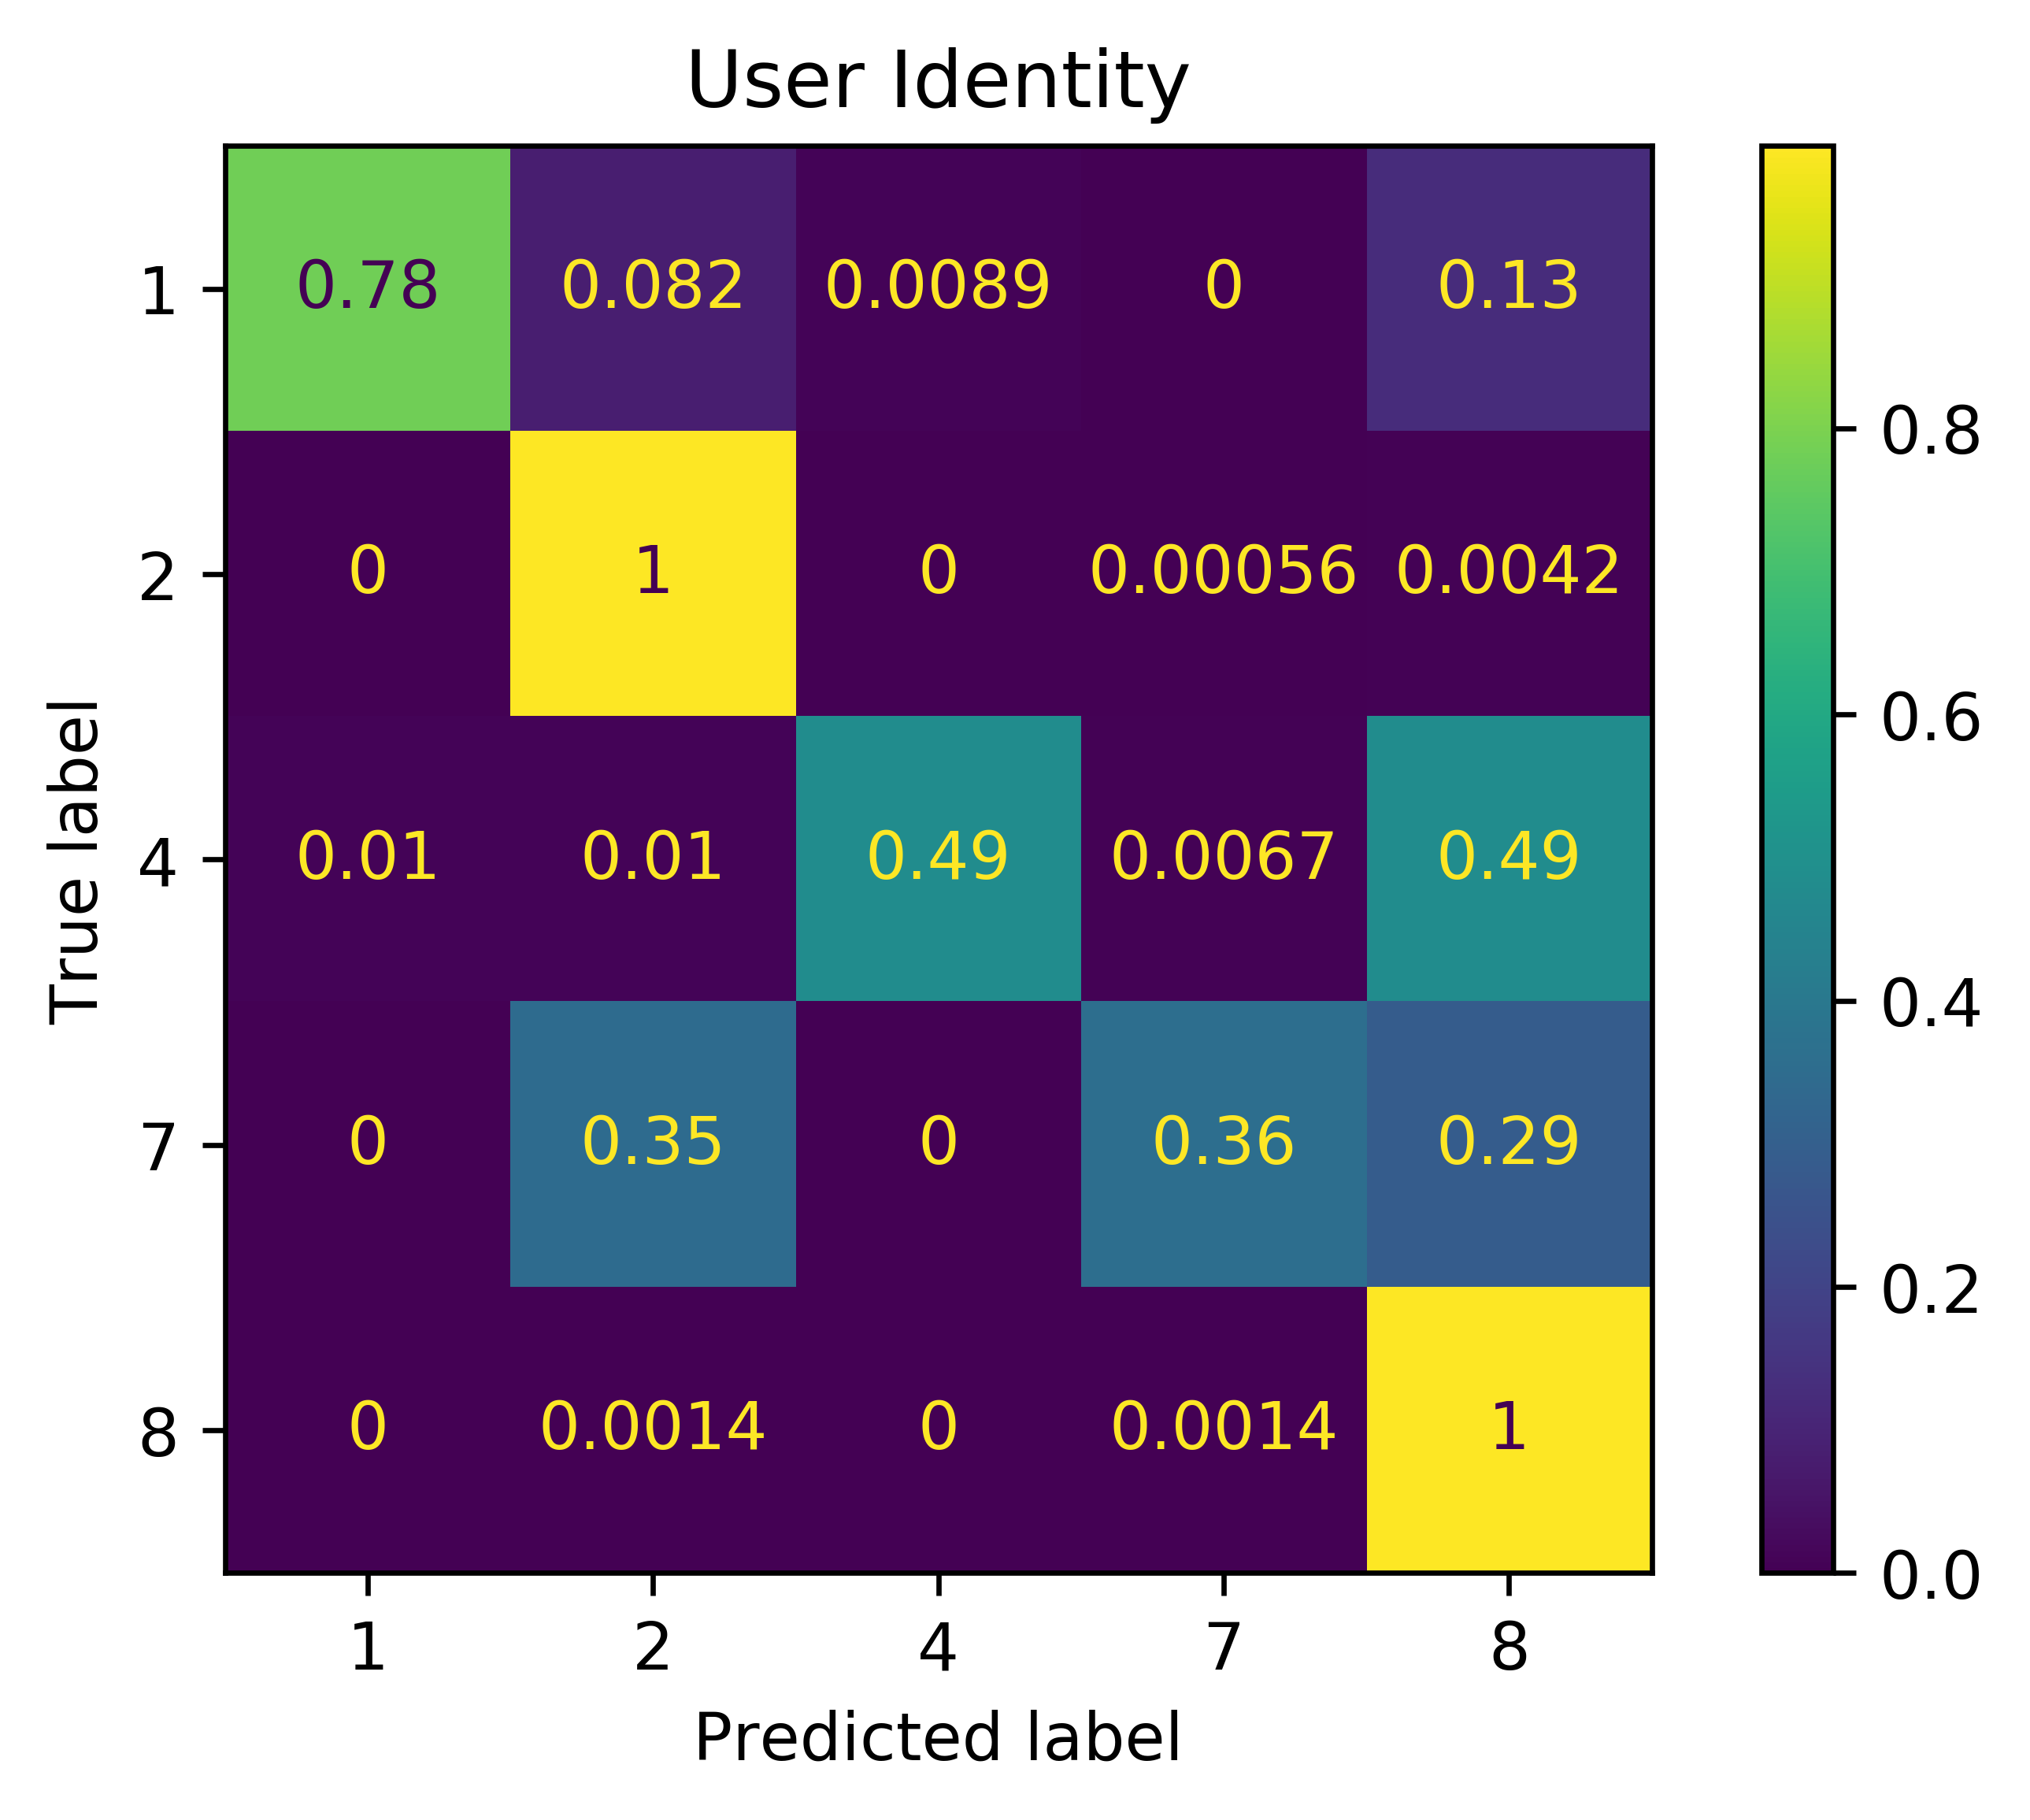 User Identity
1 0.78 0.082 0.0089 0 0.13
2 0 1 0 0.00056 0.0042
4 0.01 0.01 0.49 0.0067 0.49
7 0 0.35 0 0.36 0.29
8 0 0.0014 0 0.0014 1
1 2 4 7 8
Predicted label
True label
0.8
0.6
0.4
0.2
0.0